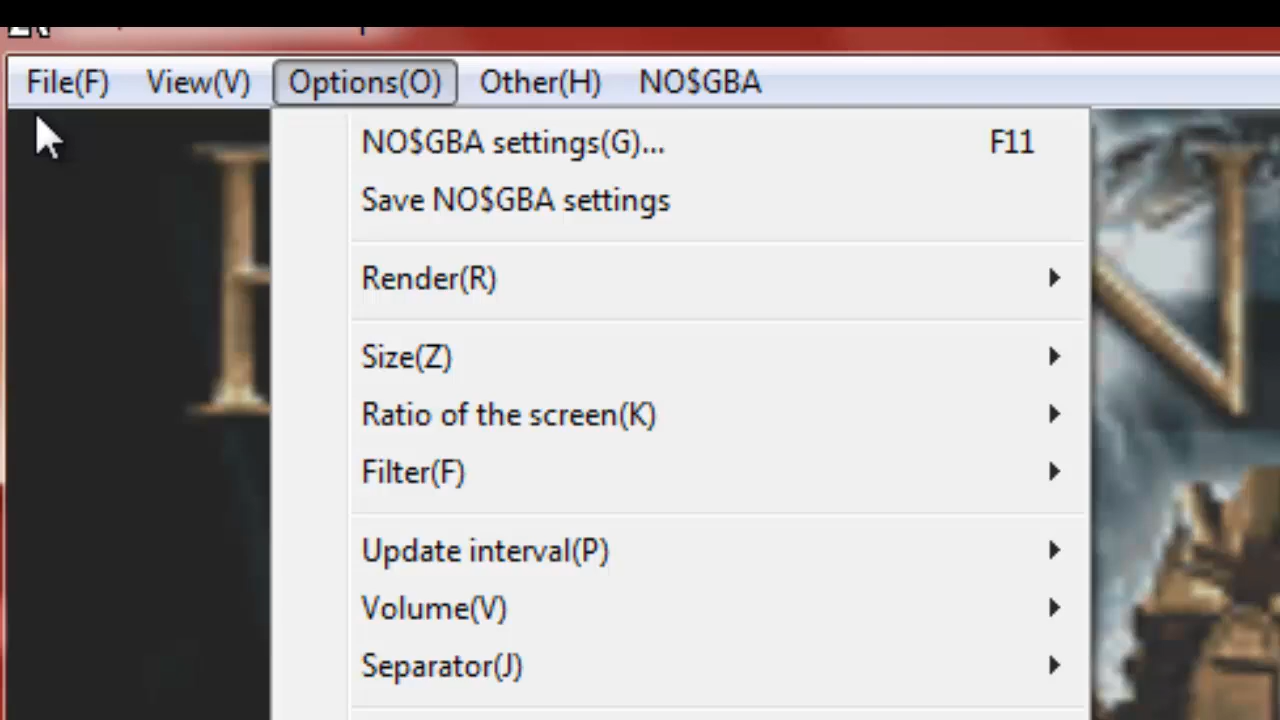 File(F) View(V) Options(O) Other(H) NO$GBA
NO$GBA settings(G)... F11
Save NO$GBA settings
Render(R)
Size(Z)
Ratio of the screen(K)
Filter(F)
Update interval(P)
Volume(V)
Separator(J)